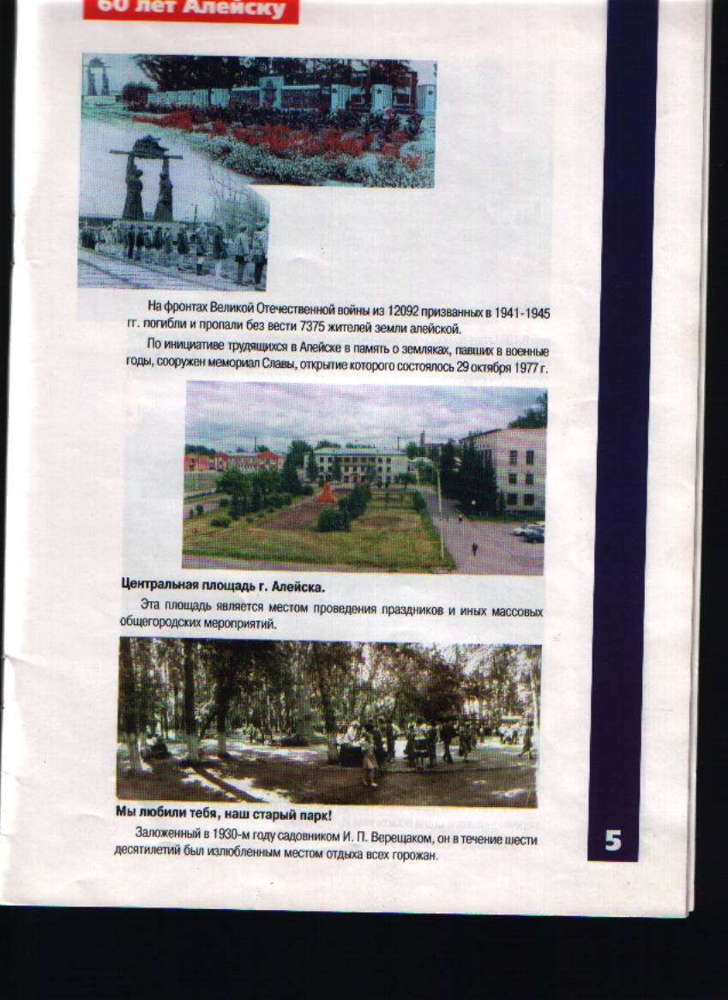 60 лет Алейску
На фронтах Великой Отечественной войны из 12092 призванных в 1941-1945
гг. погибли и пропали без вести 7375 жителей земли алейской.
По инициативе трудящихся в Алейске в память о земляках, павших в военные
годы, сооружен мемориал Славы, открытие которого состоялось 29 октября 1977 г.
Центральная площадь г. Алейска.
Эта площадь является местом проведения праздников и иных массовых
общегородских мероприятий.
Мы любили тебя, наш старый парк!
Заложенный в 1930-м году садовником И. П. Верещаком, он в течение шести
десятилетий был излюбленным местом отдыха всех горожан.
5